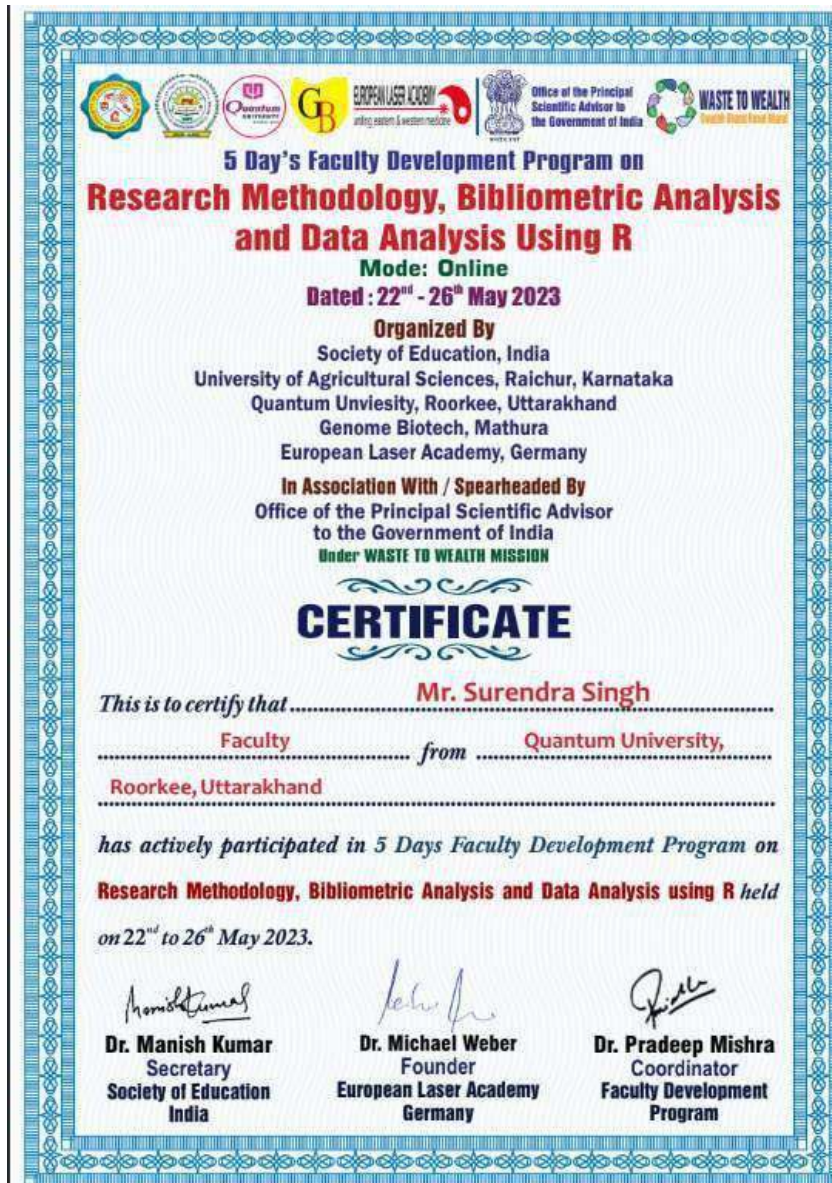 Quantum
UNIVERSITY
GB
EUROPEAN LASER ACADEMY
uniting eastern & western medicine
Office of the Principal
Scientific Advisor to
the Government of India
WASTE TO WEALTH
5 Day's Faculty Development Program on
Research Methodology, Bibliometric Analysis
and Data Analysis Using R
Mode: Online
Dated : 22nd - 26th May 2023
Organized By
Society of Education, India
University of Agricultural Sciences, Raichur, Karnataka
Quantum Unviesity, Roorkee, Uttarakhand
Genome Biotech, Mathura
European Laser Academy, Germany
In Association With / Spearheaded By
Office of the Principal Scientific Advisor
to the Government of India
Under WASTE TO WEALTH MISSION
CERTIFICATE
This is to certify that Mr. Surendra Singh
Faculty from Quantum University,
Roorkee, Uttarakhand
has actively participated in 5 Days Faculty Development Program on
Research Methodology, Bibliometric Analysis and Data Analysis using R held
on 22nd to 26th May 2023.
Dr. Manish Kumar Dr. Michael Weber Dr. Pradeep Mishra
Secretary Founder Coordinator
Society of Education European Laser Academy Faculty Development
India Germany Program